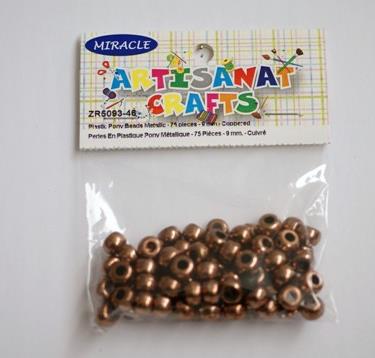 MIRACLE
ARTISANAT
CRAFTS
ZR5093-46
Plastic Pony Beads Metallic - 75 pieces - 9 mm Coppered
Perles En Plastique Pony Métallique - 75 Pièces - 9 mm. - Cuivré